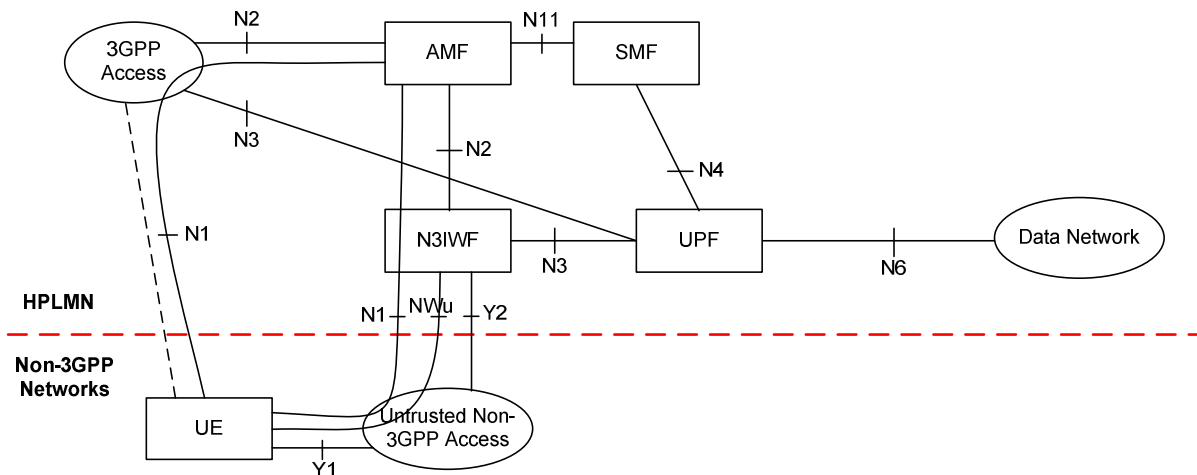 N2
3GPP
Access
AMF
N11
SMF
N3
N2
N4
N1
N3IWF
N3
UPF
N6
Data Network
HPLMN
N1
NWu
Y2
Non-3GPP
Networks
UE
Untrusted Non-
3GPP Access
Y1